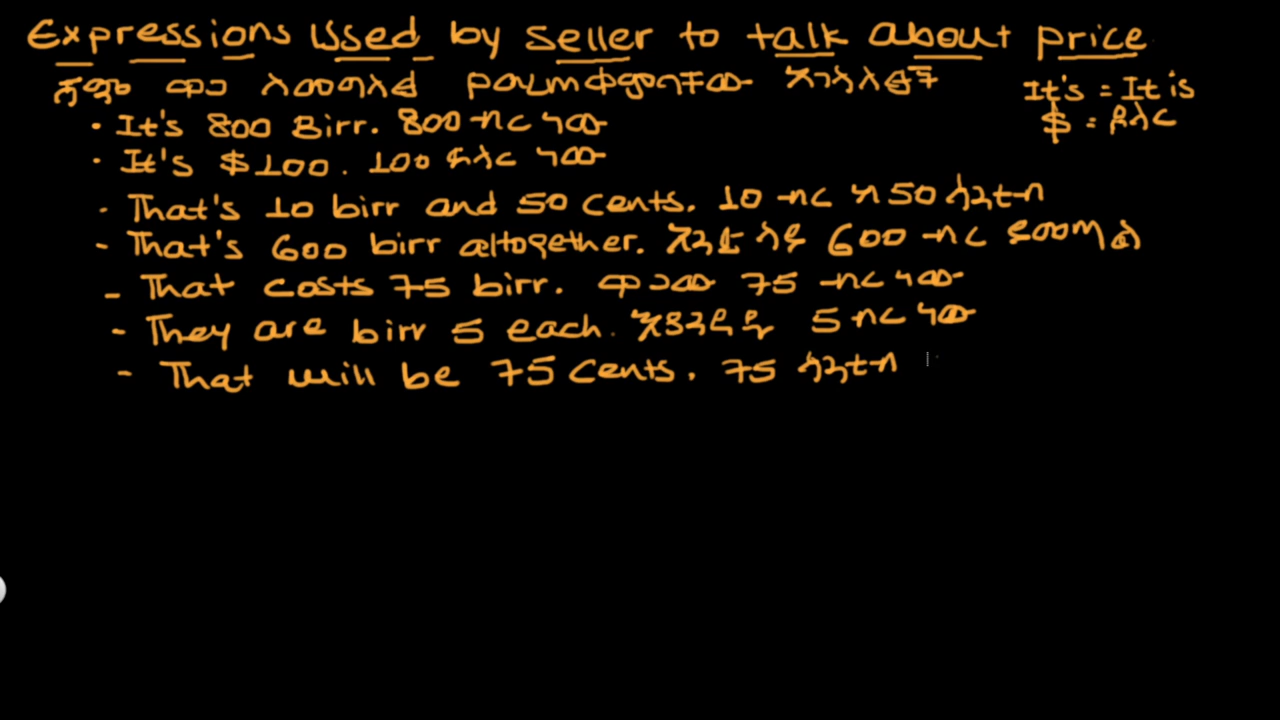 Expressions Used by seller to talk about price
ሻጭ ዋጋ ለመግለፅ የሚጠቀምባቸው አገላለፆች
It's = It is
$ = ዶላር
• It's 800 Birr. 800 ብር ነው
• It's $100. 100 ዶላር ነው
- That's 10 birr and 50 cents. 10 ብር ከ 50 ሳንቲም
- That's 600 birr altogether. 600 ብር ይመጣል
- That costs 75 birr. ዋጋው 75 ብር ነው
- They are birr 5 each. እያንዳንዱ 5 ብር ነው
- That will be 75 cents. 75 ሳንቲም